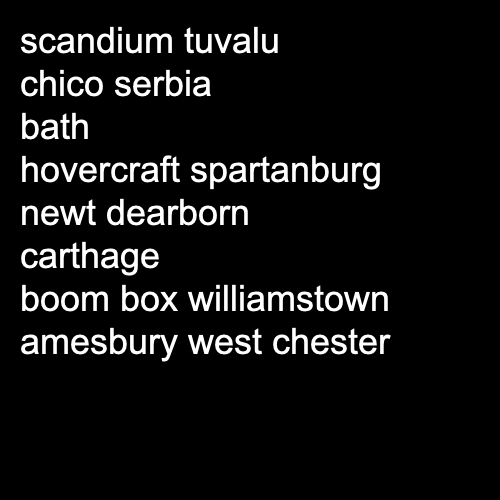 scandium tuvalu
chico serbia
bath
hovercraft spartanburg
newt dearborn
carthage
boom box williamstown
amesbury west chester